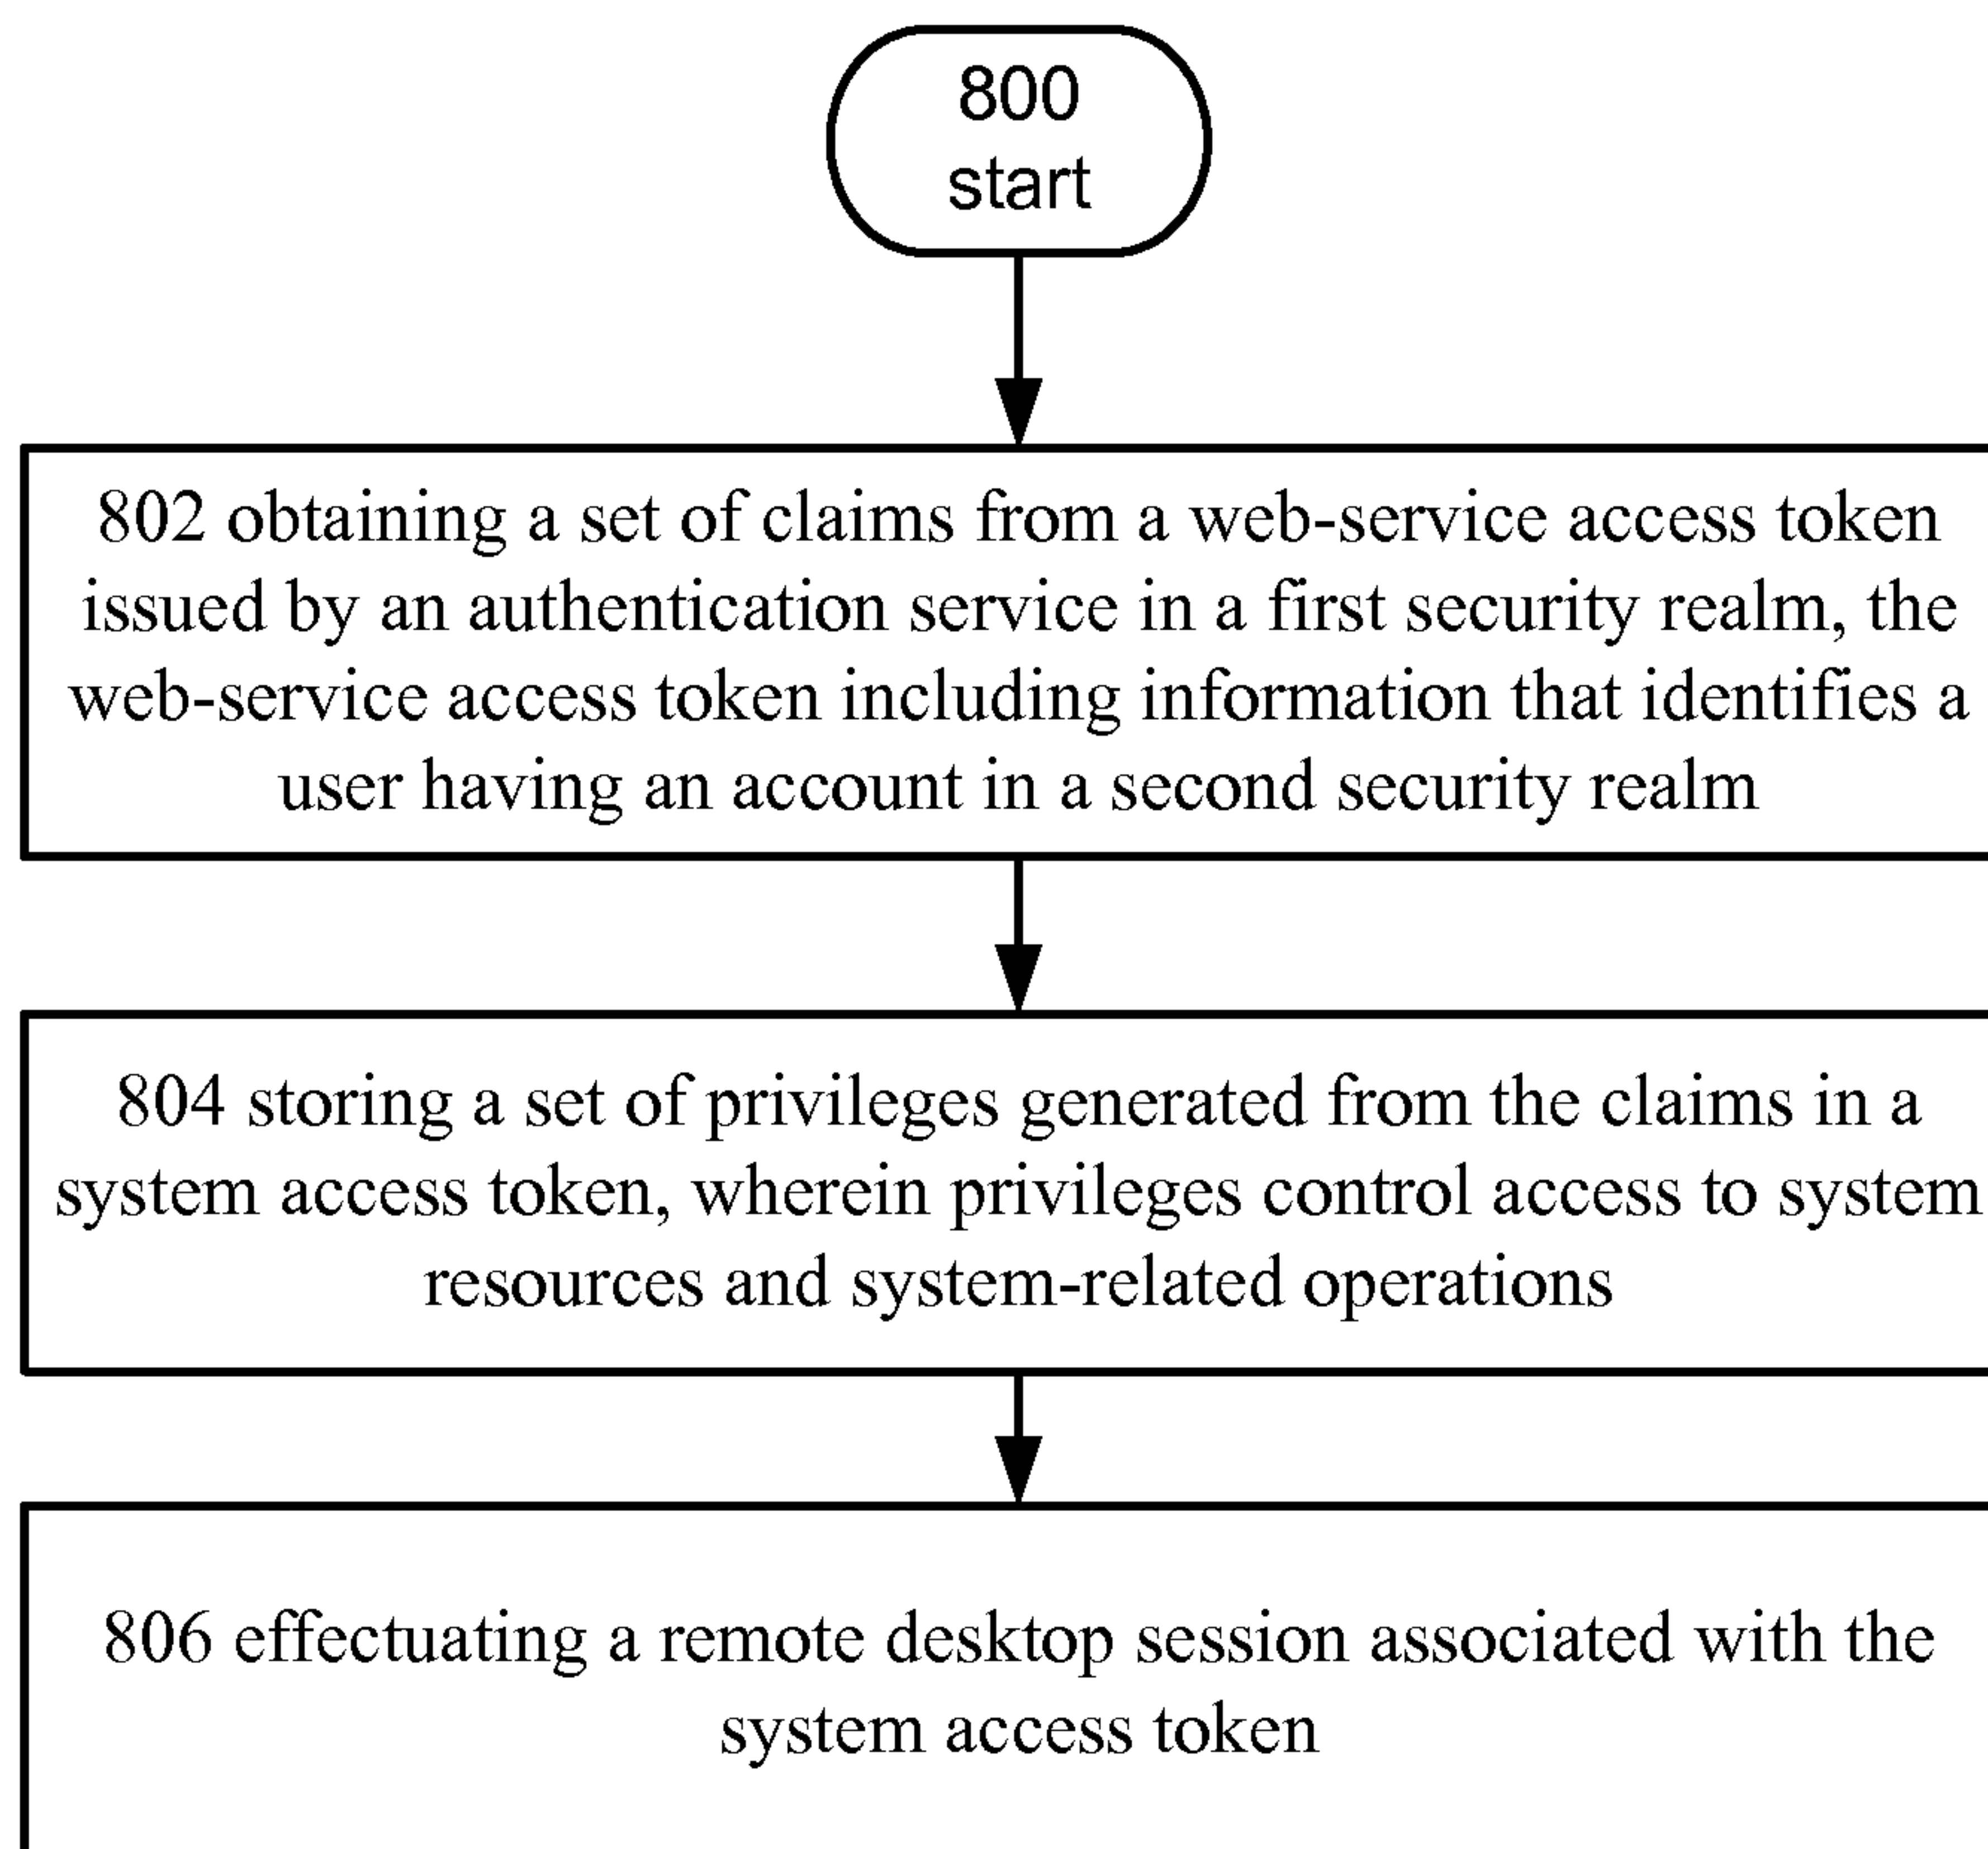 800
start
802 obtaining a set of claims from a web-service access token
issued by an authentication service in a first security realm, the
web-service access token including information that identifies a
user having an account in a second security realm
804 storing a set of privileges generated from the claims in a
system access token, wherein privileges control access to system
resources and system-related operations
806 effectuating a remote desktop session associated with the
system access token